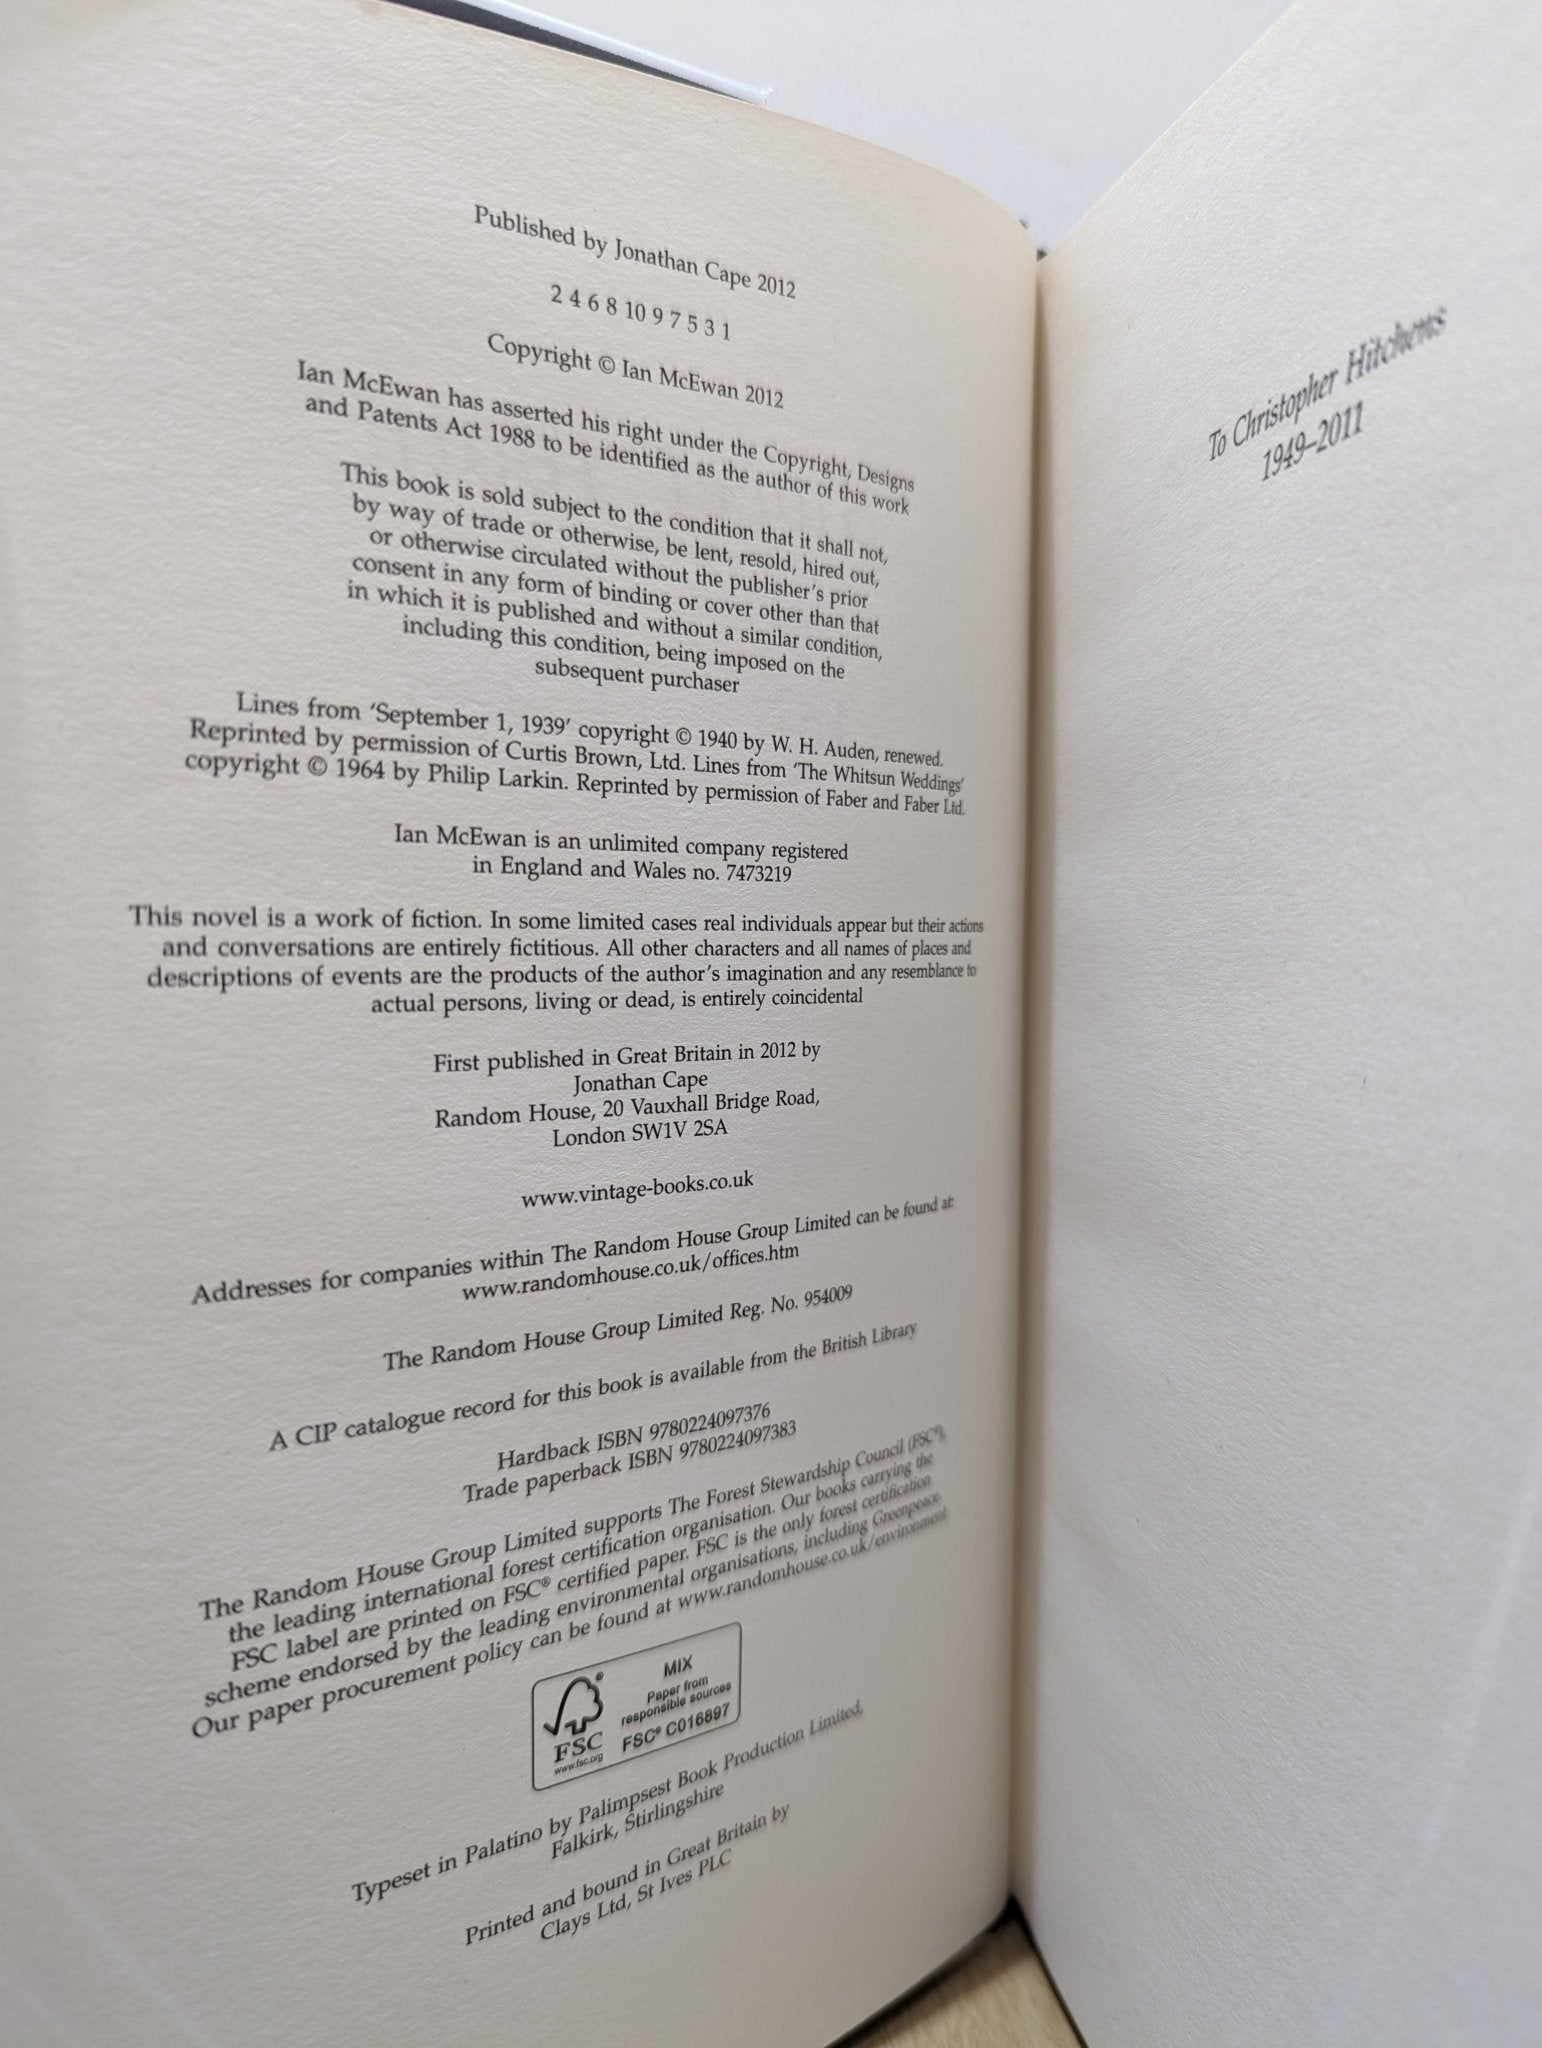 Published by Jonathan Cape 2012
2 4 6 8 10 9 7 5 3 1
Copyright © Ian McEwan 2012
Ian McEwan has asserted his right under the Copyright, Designs
and Patents Act 1988 to be identified as the author of this work
This book is sold subject to the condition that it shall not,
by way of trade or otherwise, be lent, resold, hired out,
or otherwise circulated without the publisher's prior
consent in any form of binding or cover other than that
in which it is published and without a similar condition,
including this condition, being imposed on the
subsequent purchaser
Lines from ‘September 1, 1939’ copyright © 1940 by W. H. Auden, renewed.
Reprinted by permission of Curtis Brown, Ltd. Lines from ‘The Whitsun Weddings’
copyright © 1964 by Philip Larkin. Reprinted by permission of Faber and Faber Ltd.
Ian McEwan is an unlimited company registered
in England and Wales no. 7473219
This novel is a work of fiction. In some limited cases real individuals appear but their actions
and conversations are entirely fictitious. All other characters and all names of places and
descriptions of events are the products of the author's imagination and any resemblance to
actual persons, living or dead, is entirely coincidental
First published in Great Britain in 2012 by
Jonathan Cape
Random House, 20 Vauxhall Bridge Road,
London SW1V 2SA
www.vintage-books.co.uk
Addresses for companies within The Random House Group Limited can be found at:
www.randomhouse.co.uk/offices.htm
The Random House Group Limited Reg. No. 954009
A CIP catalogue record for this book is available from the British Library
Hardback ISBN 9780224097376
Trade paperback ISBN 9780224097383
The Random House Group Limited supports The Forest Stewardship Council (FSC®),
the leading international forest certification organisation. Our books carrying the
FSC label are printed on FSC® certified paper. FSC is the only forest certification
scheme endorsed by the leading environmental organisations, including Greenpeace.
Our paper procurement policy can be found at www.randomhouse.co.uk/environment
MIX
Paper from
responsible sources
FSC® C016897
FSC
www.fsc.org
Typeset in Palatino by Palimpsest Book Production Limited,
Falkirk, Stirlingshire
Printed and bound in Great Britain by
Clays Ltd, St Ives PLC
To Christopher Hitchens
1949–2011